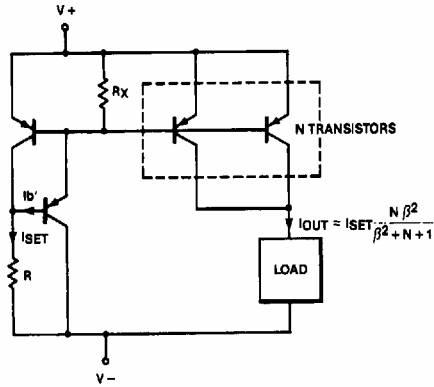 V+
RX
N TRANSISTORS
Ib'
ISET
R
IOUT ≈ ISET Nβ² / β² + N + 1
LOAD
V−